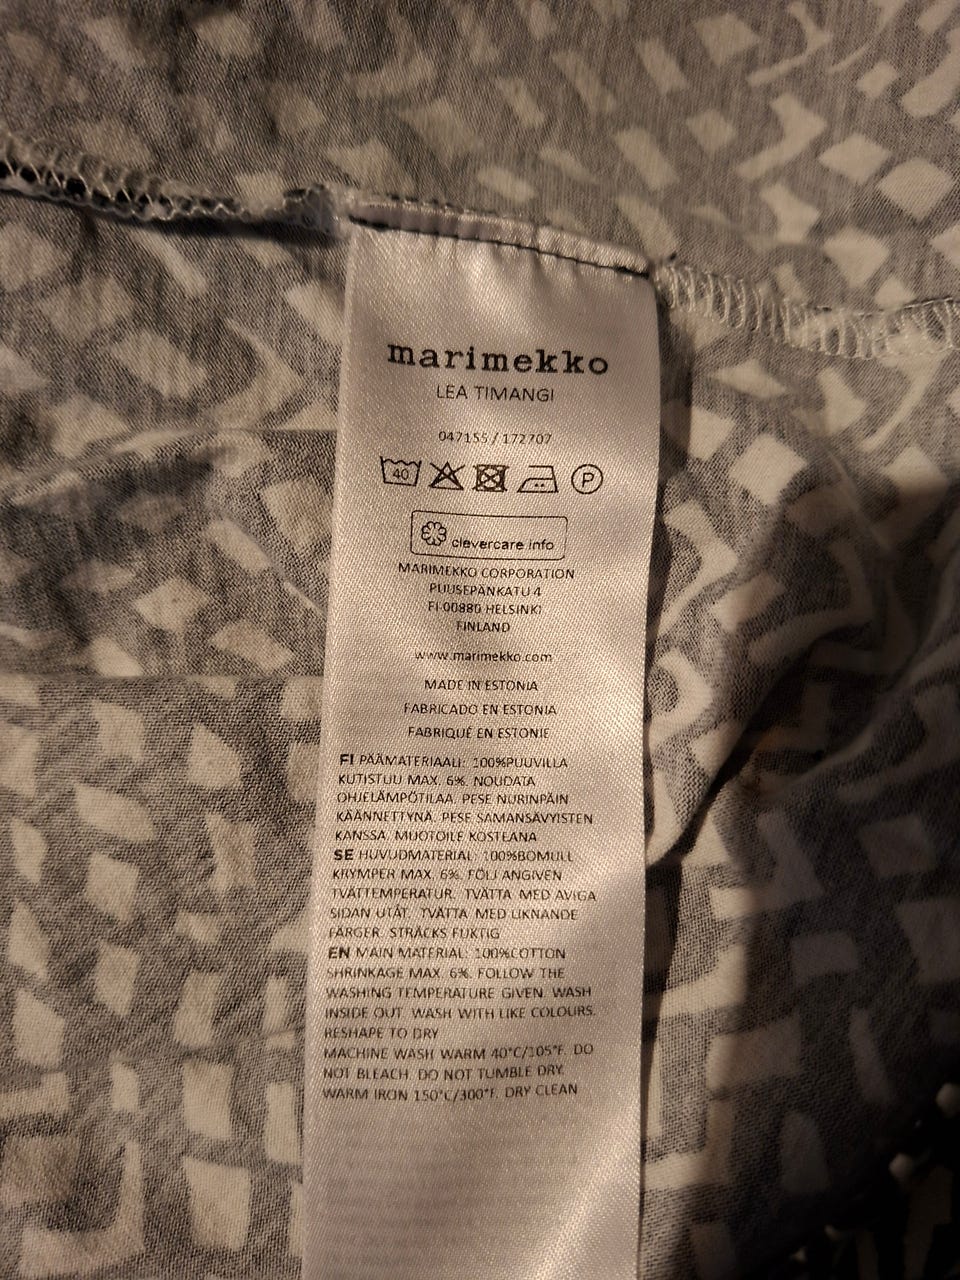 marimekko
LEA TIMANGI
047155 / 172707
40 P
clevercare info
MARIMEKKO CORPORATION
PUUSEPÄNKATU 4
FI-00880 HELSINKI
FINLAND
www.marimekko.com
MADE IN ESTONIA
FABRICADO EN ESTONIA
FABRIQUÉ EN ESTONIE
FI PÄÄMATERIAALI: 100%PUUVILLA
KUTISTUU MAX. 6%. NOUDATA
OHJELÄMPÖTILAA. PESE NURINPÄIN
KÄÄNNETTYNÄ. PESE SAMANSÄVYISTEN
KANSSA. MUOTOILE KOSTEANA
SE HUVUDMATERIAL: 100%BOMULL
KRYMPER MAX. 6%. FÖLJ ANGIVEN
TVÄTTEMPERATUR. TVÄTTA MED AVIGA
SIDAN UTÅT. TVÄTTA MED LIKNANDE
FÄRGER. STRÄCKS FUKTIG
EN MAIN MATERIAL: 100%COTTON
SHRINKAGE MAX. 6%. FOLLOW THE
WASHING TEMPERATURE GIVEN. WASH
INSIDE OUT. WASH WITH LIKE COLOURS.
RESHAPE TO DRY
MACHINE WASH WARM 40°C/105°F. DO
NOT BLEACH. DO NOT TUMBLE DRY.
WARM IRON 150°C/300°F. DRY CLEAN